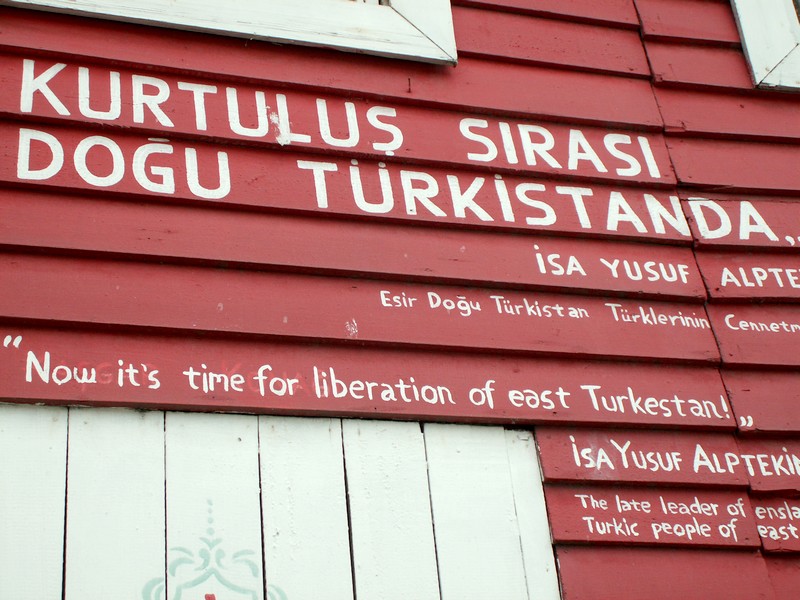 KURTULUŞ SIRASI
DOĞU TÜRKİSTANDA,,
İSA YUSUF ALPTE
Esir Doğu Türkistan Türklerinin Cennetm
"Now it's time for liberation of east Turkestan!„
İSA YUSUF ALPTEKİN
The late leader of ensla
Turkic people of east